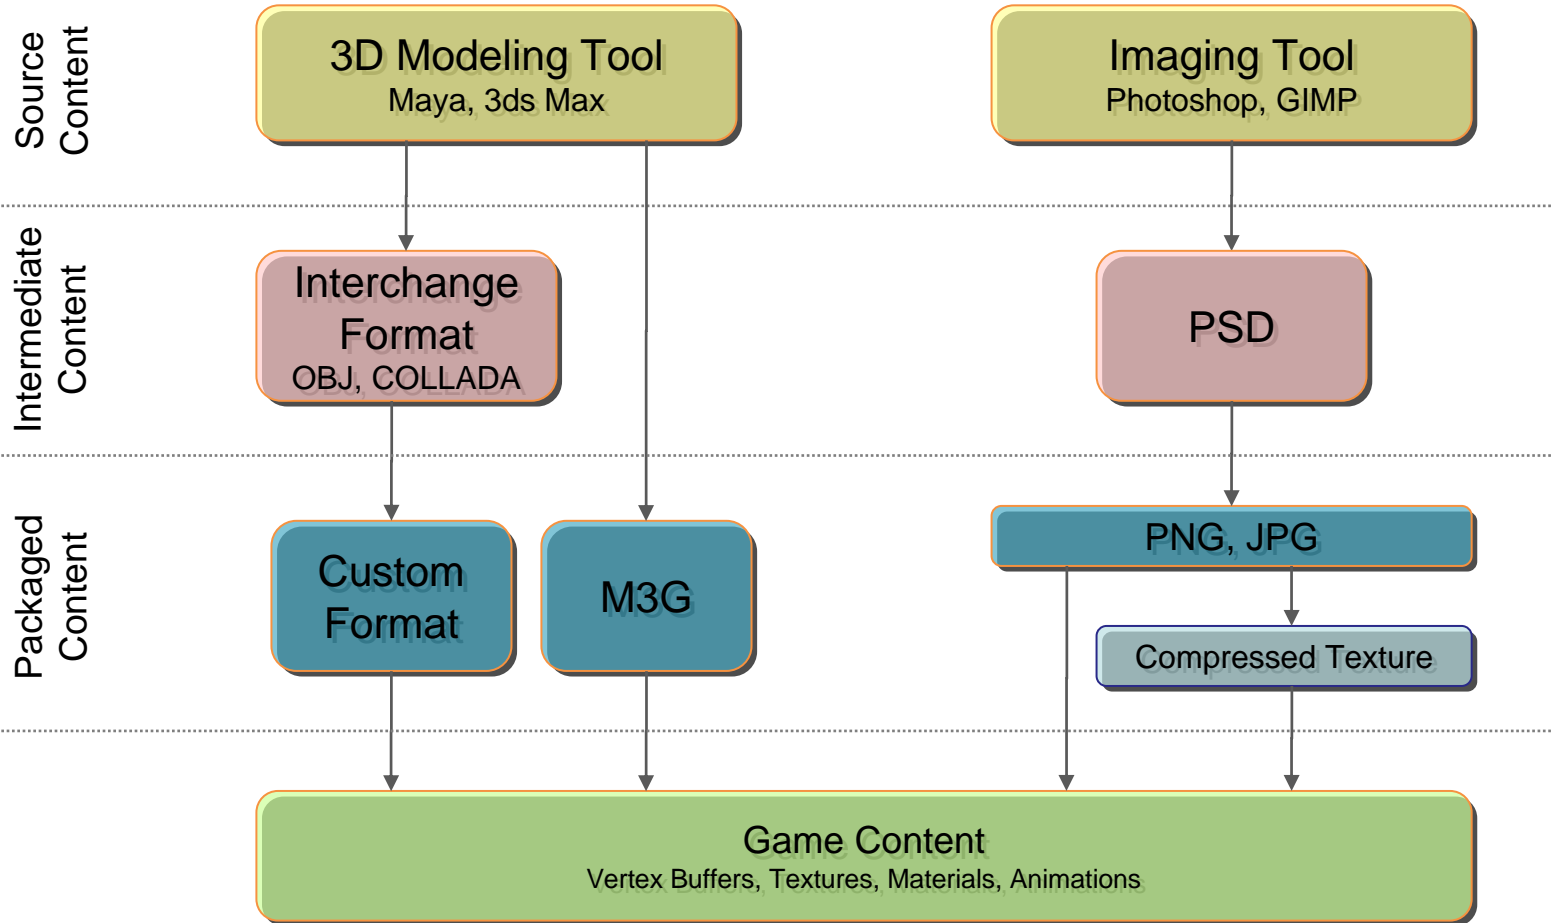 Source
Content
3D Modeling Tool
Maya, 3ds Max
Imaging Tool
Photoshop, GIMP
Intermediate
Content
Interchange
Format
OBJ, COLLADA
PSD
Packaged
Content
Custom
Format
M3G
PNG, JPG
Compressed Texture
Game Content
Vertex Buffers, Textures, Materials, Animations